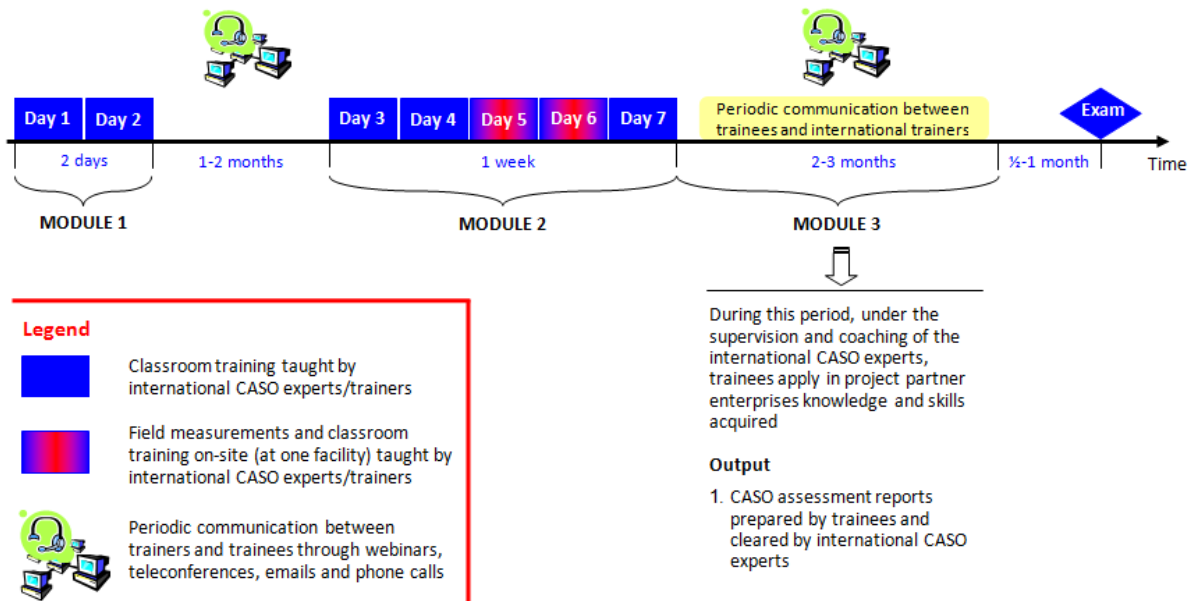 Day 1
Day 2
Day 3
Day 4
Day 5
Day 6
Day 7
Periodic communication between
trainees and international trainers
Exam
2 days
1-2 months
1 week
2-3 months
½-1 month
Time
MODULE 1
MODULE 2
MODULE 3
Legend
Classroom training taught by
international CASO experts/trainers
Field measurements and classroom
training on-site (at one facility) taught by
international CASO experts/trainers
Periodic communication between
trainers and trainees through webinars,
teleconferences, emails and phone calls
During this period, under the
supervision and coaching of the
international CASO experts,
trainees apply in project partner
enterprises knowledge and skills
acquired
Output
1. CASO assessment reports
prepared by trainees and
cleared by international CASO
experts